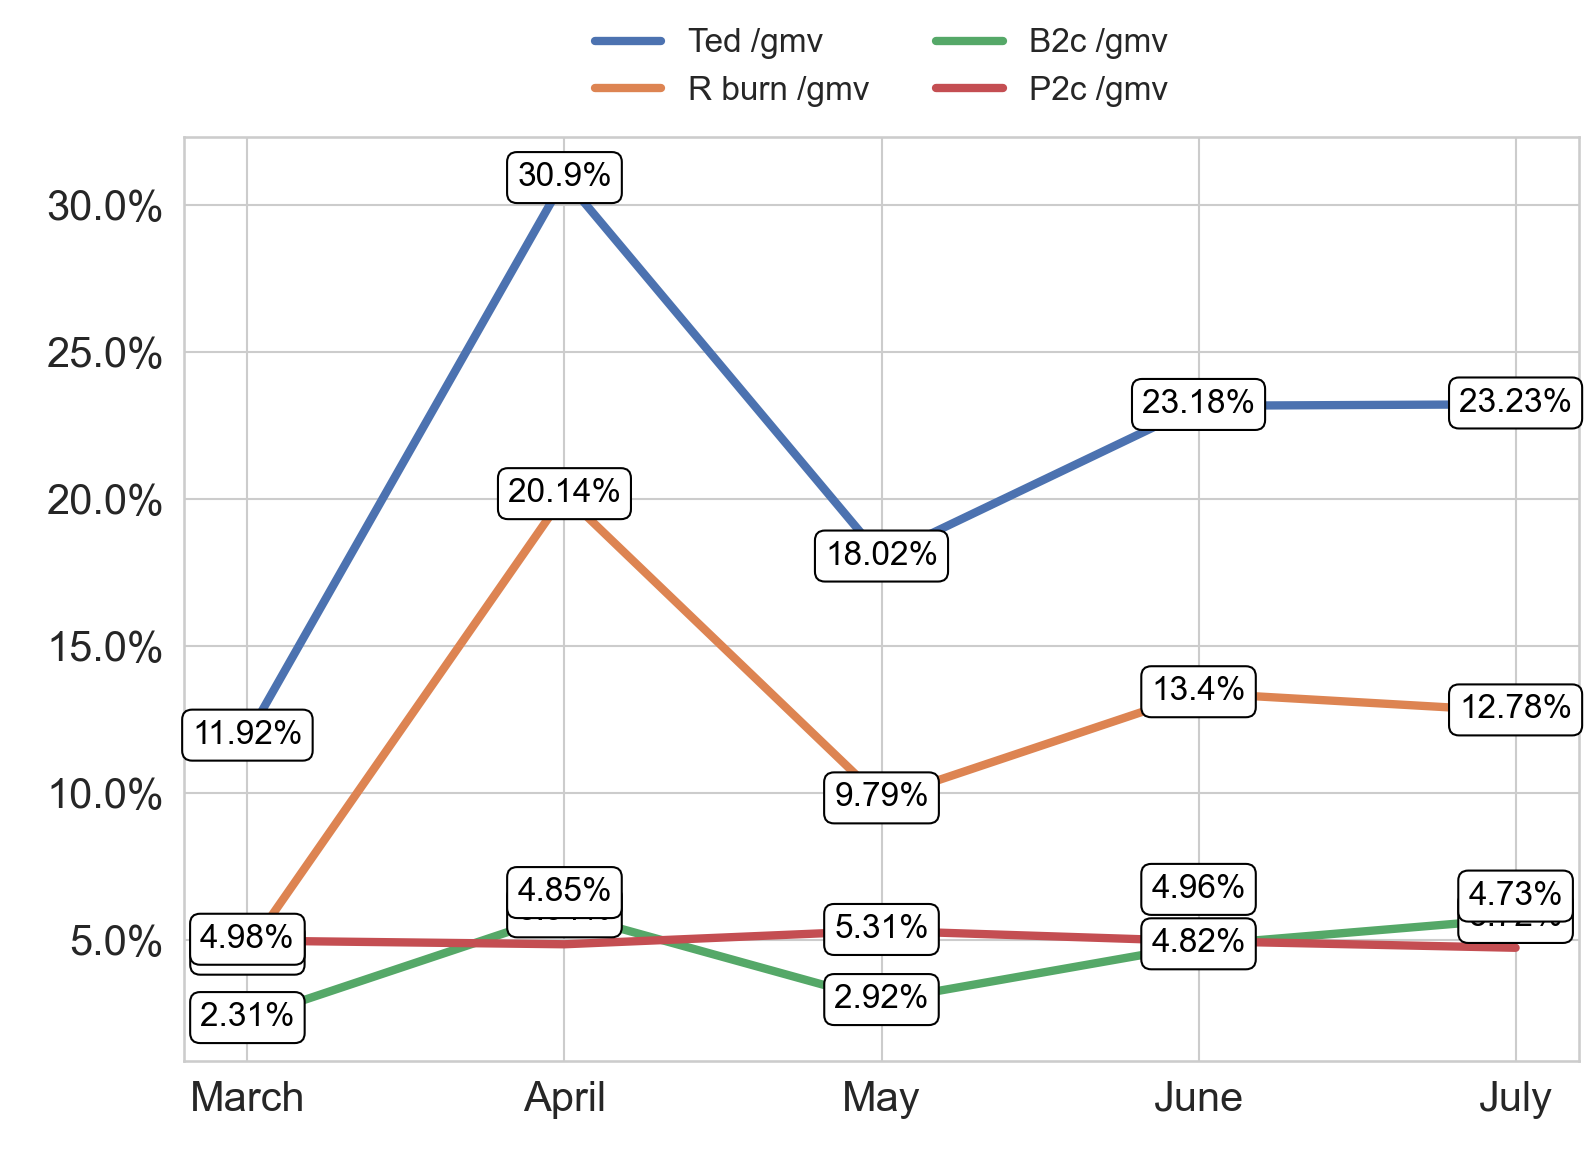 Ted /gmv
R burn /gmv
B2c /gmv
P2c /gmv
30.0%
25.0%
20.0%
15.0%
10.0%
5.0%
30.9%
20.14%
18.02%
23.18%
23.23%
11.92%
9.79%
13.4%
12.78%
4.98%
4.85%
5.31%
4.96%
4.73%
2.31%
2.92%
4.82%
March
April
May
June
July